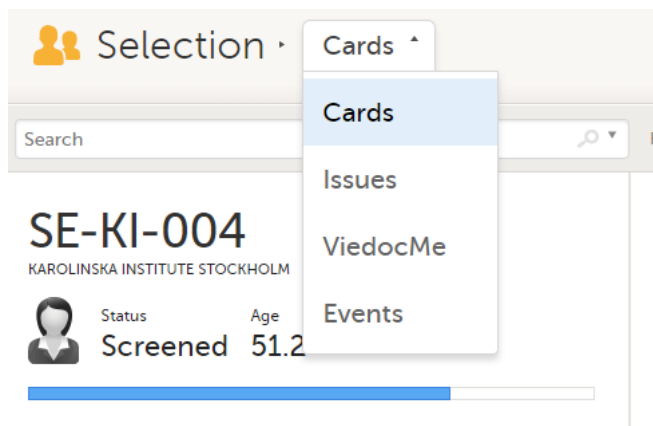 Selection
Cards
Cards
Search
Issues
SE-KI-004
ViedocMe
KAROLINSKA INSTITUTE STOCKHOLM
Status Age
Events
Screened 51.2